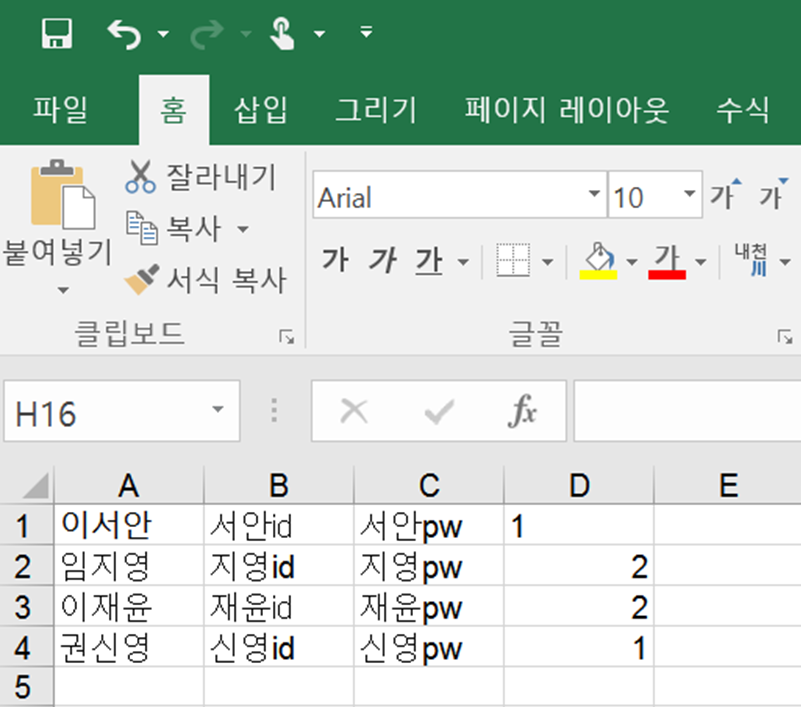 파일 홈 삽입 그리기 페이지 레이아웃 수식
붙여넣기
잘라내기
복사
서식 복사
클립보드
Arial 10 가 가
가 가 가 가 내천 川
글꼴
H16 fx
A B C D E
1 이서안 서안id 서안pw 1
2 임지영 지영id 지영pw 2
3 이재윤 재윤id 재윤pw 2
4 권신영 신영id 신영pw 1
5